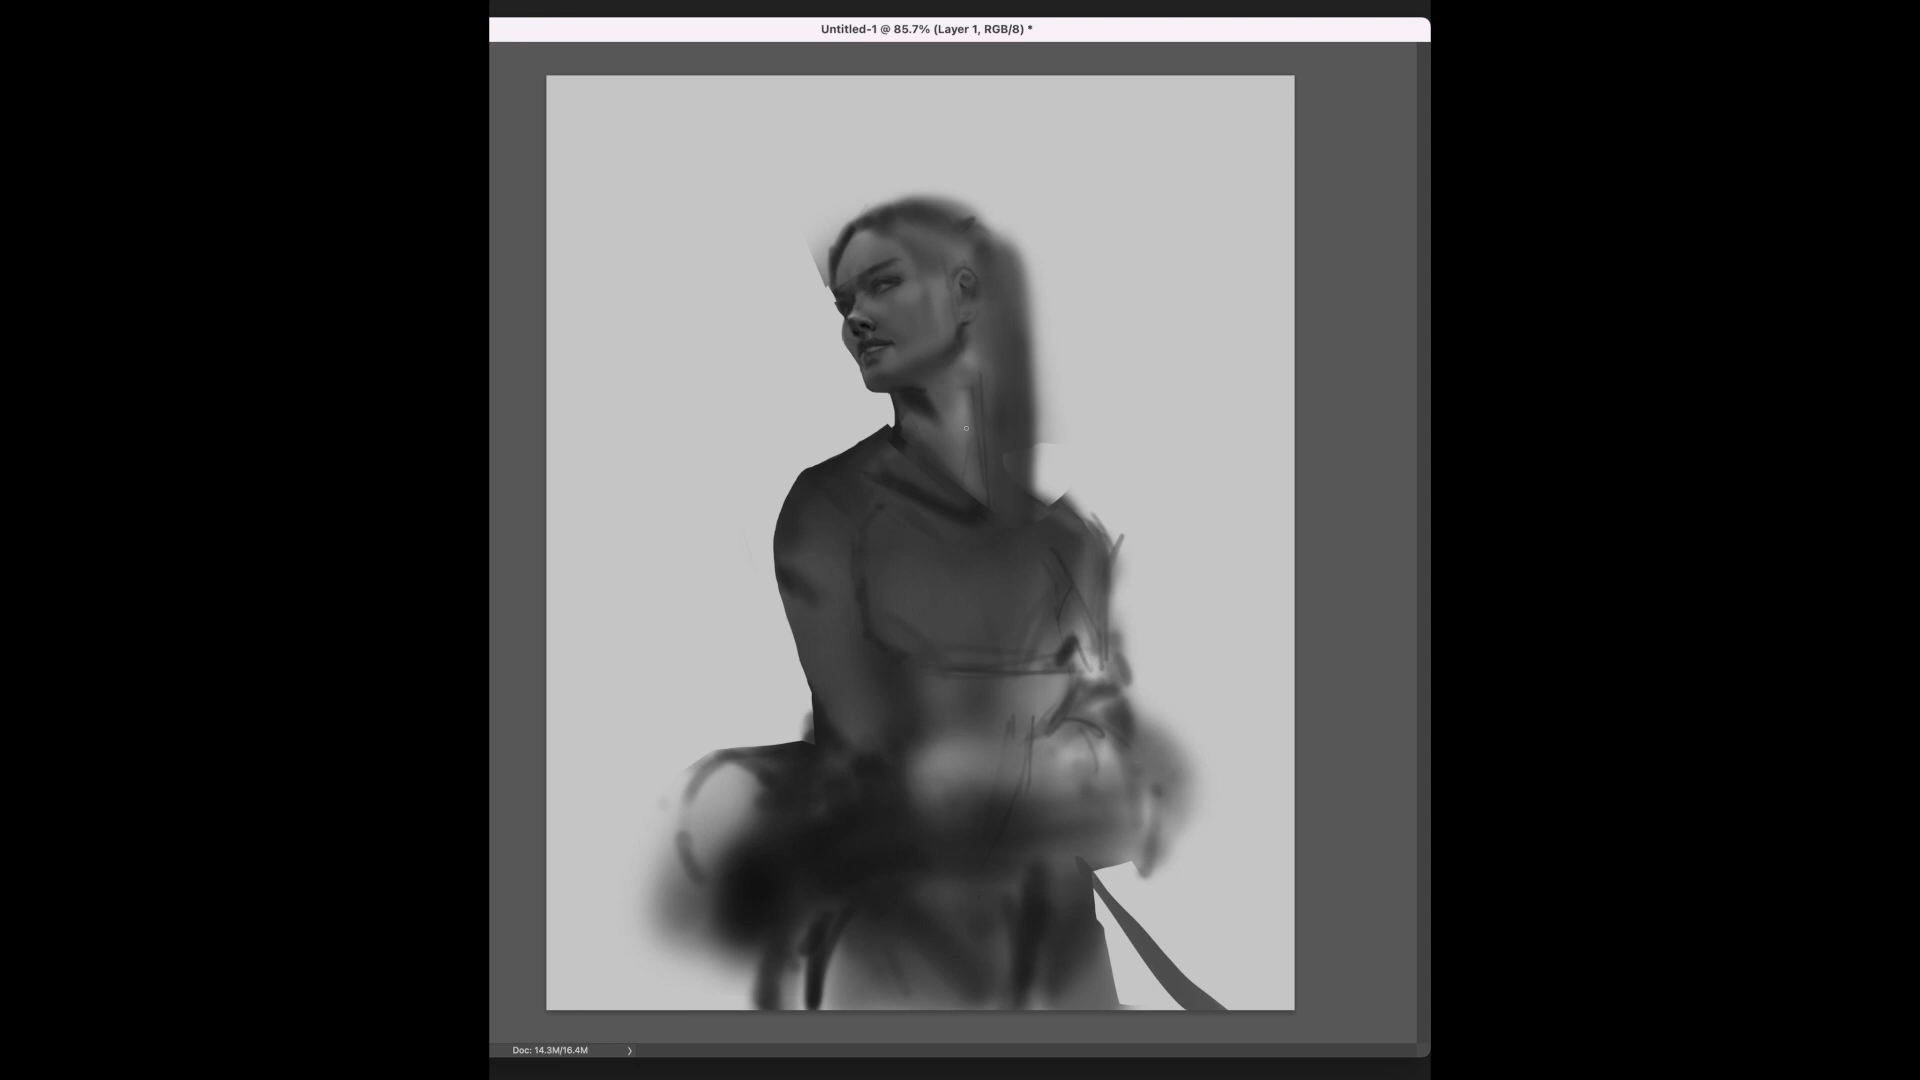 Untitled-1 @ 85.7% (Layer 1, RGB/8) *
Doc: 14.3M/16.4M